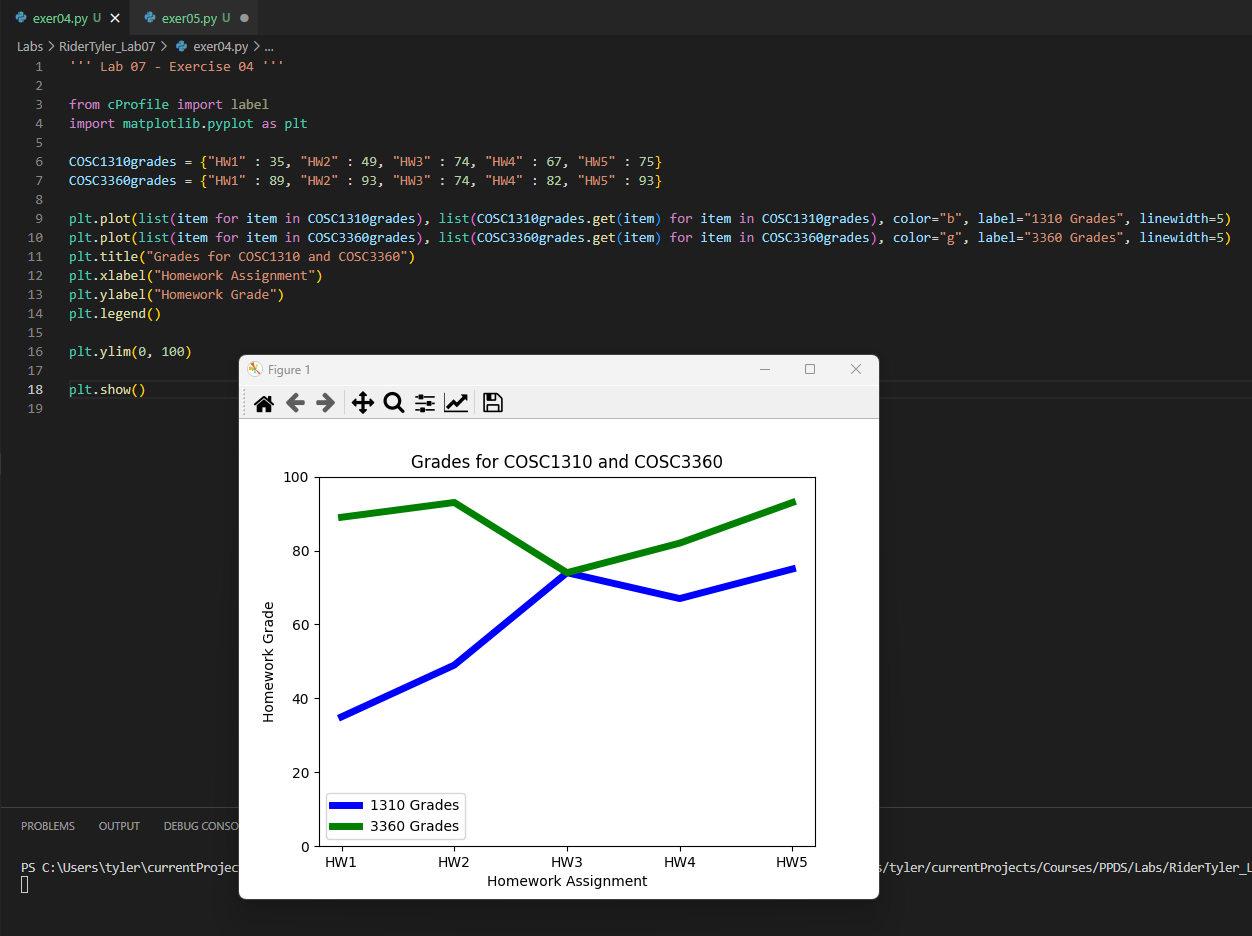 exer04.py U
exer05.py U
Labs > RiderTyler_Lab07 > exer04.py > ...
1 ''' Lab 07 - Exercise 04 '''
2
3 from cProfile import label
4 import matplotlib.pyplot as plt
5
6 COSC1310grades = {"HW1" : 35, "HW2" : 49, "HW3" : 74, "HW4" : 67, "HW5" : 75}
7 COSC3360grades = {"HW1" : 89, "HW2" : 93, "HW3" : 74, "HW4" : 82, "HW5" : 93}
8
9 plt.plot(list(item for item in COSC1310grades), list(COSC1310grades.get(item) for item in COSC1310grades), color="b", label="1310 Grades", linewidth=5)
10 plt.plot(list(item for item in COSC3360grades), list(COSC3360grades.get(item) for item in COSC3360grades), color="g", label="3360 Grades", linewidth=5)
11 plt.title("Grades for COSC1310 and COSC3360")
12 plt.xlabel("Homework Assignment")
13 plt.ylabel("Homework Grade")
14 plt.legend()
15
16 plt.ylim(0, 100)
17
18 plt.show()
19
Figure 1
Grades for COSC1310 and COSC3360
100
80
60
40
20
0
Homework Grade
1310 Grades
3360 Grades
HW1 HW2 HW3 HW4 HW5
Homework Assignment
PROBLEMS OUTPUT DEBUG CONSO
PS C:\Users\tyler\currentProjec
s/tyler/currentProjects/Courses/PPDS/Labs/RiderTyler_L